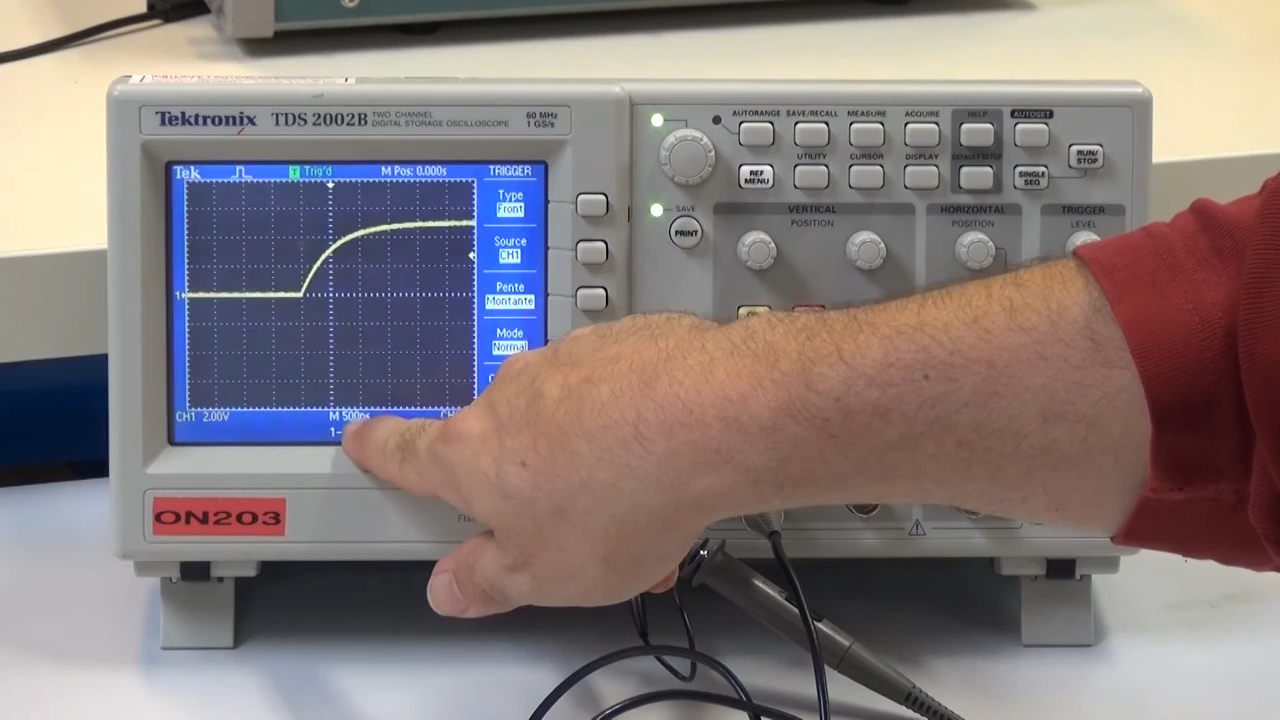 Tektronix TDS 2002B TWO CHANNEL DIGITAL STORAGE OSCILLOSCOPE
60 MHz
1 GS/s
Tek Trig'd M Pos: 0.000s TRIGGER
Type
Front
Source
CH1
Pente
Montante
Mode
Normal
CH1 2.00V M 500ns
ON203
AUTORANGE SAVE/RECALL MEASURE ACQUIRE HELP AUTOSET
UTILITY CURSOR DISPLAY DEFAULT SETUP
REF MENU
RUN/STOP
SINGLE SEQ
SAVE
PRINT
VERTICAL
POSITION
HORIZONTAL
POSITION
TRIGGER
LEVEL